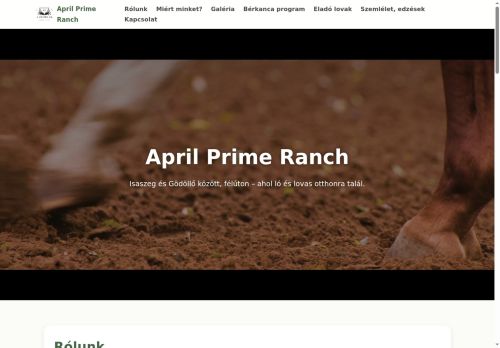 April Prime
Ranch
Rólunk Miért minket? Galéria Bérkanca program Eladó lovak Szemlélet, edzések
Kapcsolat
April Prime Ranch
Isaszeg és Gödöllő között, félúton – ahol ló és lovas otthonra talál.
Rólunk